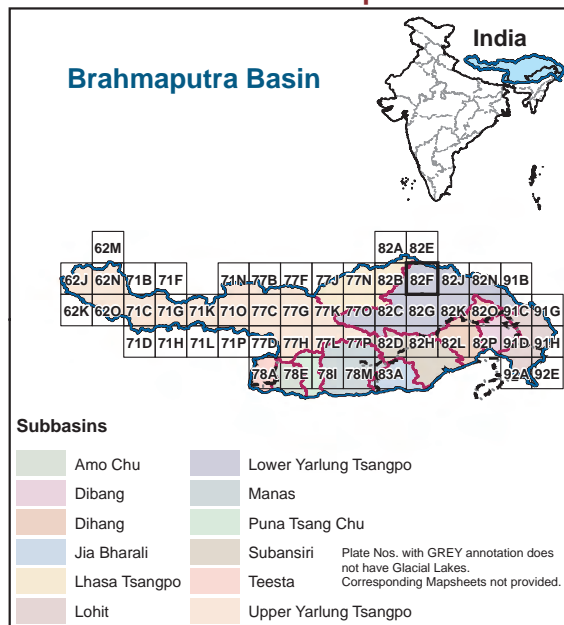 India
Brahmaputra Basin
62M 82A 82E
62J 62N 71B 71F 71N 77B 77F 77J 77N 82B 82F 82J 82N 91B
62K 62O 71C 71G 71K 71O 77C 77G 77K 77O 82C 82G 82K 82O 91C 91G
71D 71H 71L 71P 77D 77H 77L 77P 82D 82H 82L 82P 91D 91H
78A 78E 78I 78M 83A 92A 92E
Subbasins
Amo Chu
Dibang
Dihang
Jia Bharali
Lhasa Tsangpo
Lohit
Lower Yarlung Tsangpo
Manas
Puna Tsang Chu
Subansiri
Teesta
Upper Yarlung Tsangpo
Plate Nos. with GREY annotation does
not have Glacial Lakes.
Corresponding Mapsheets not provided.